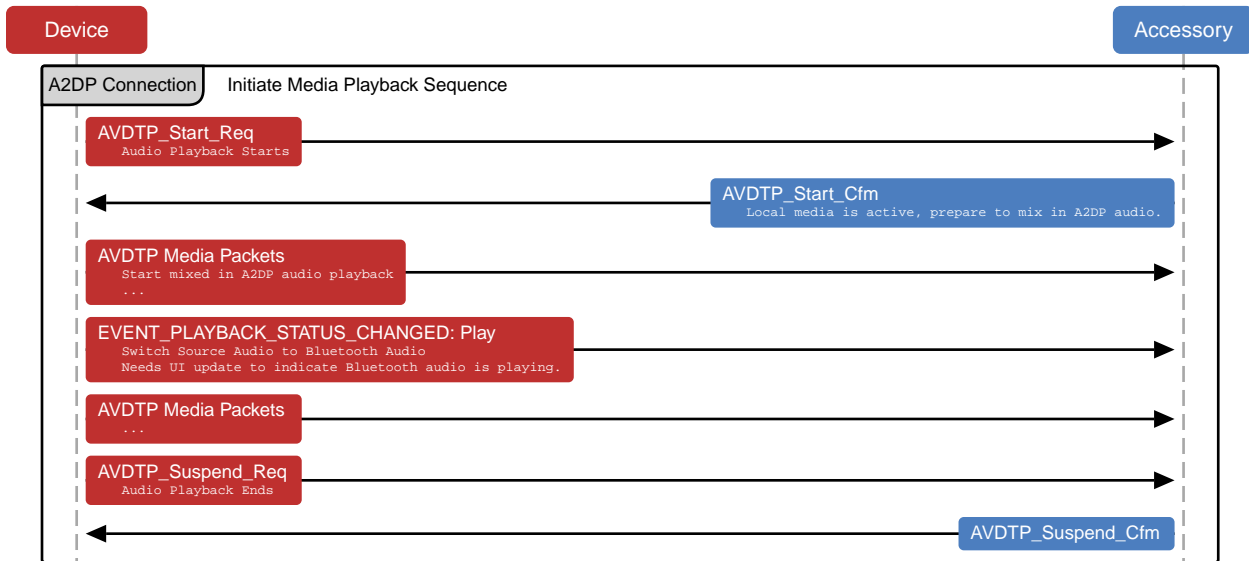 Device
Accessory
A2DP Connection
Initiate Media Playback Sequence
AVDTP_Start_Req
Audio Playback Starts
AVDTP_Start_Cfm
Local media is active, prepare to mix in A2DP audio.
AVDTP Media Packets
Start mixed in A2DP audio playback
...
EVENT_PLAYBACK_STATUS_CHANGED: Play
Switch Source Audio to Bluetooth Audio
Needs UI update to indicate Bluetooth audio is playing.
AVDTP Media Packets
...
AVDTP_Suspend_Req
Audio Playback Ends
AVDTP_Suspend_Cfm